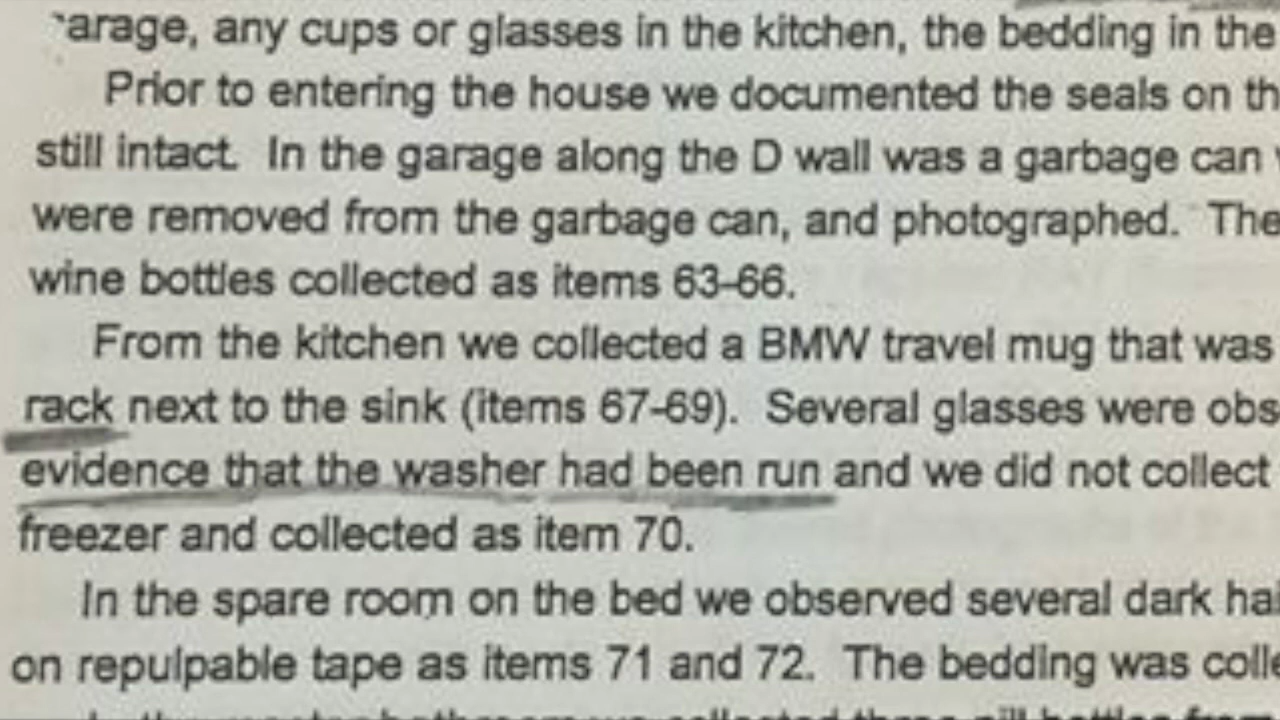 arage, any cups or glasses in the kitchen, the bedding in the
Prior to entering the house we documented the seals on th
still intact. In the garage along the D wall was a garbage can
were removed from the garbage can, and photographed. The
wine bottles collected as items 63-66.
From the kitchen we collected a BMW travel mug that was
rack next to the sink (items 67-69). Several glasses were obs
evidence that the washer had been run and we did not collect
freezer and collected as item 70.
In the spare room on the bed we observed several dark hai
on repulpable tape as items 71 and 72. The bedding was colle